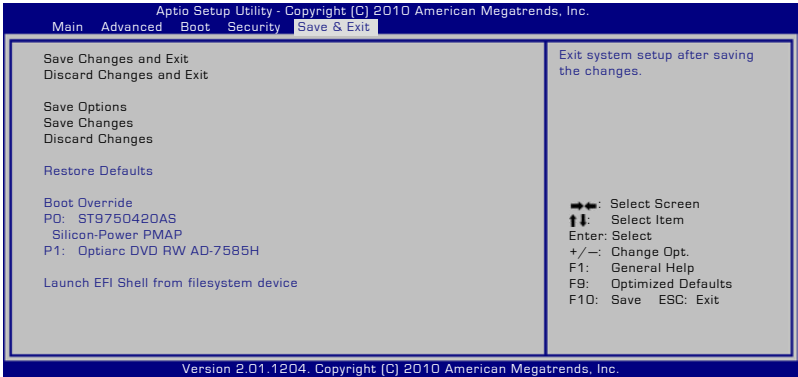 Aptio Setup Utility - Copyright (C) 2010 American Megatrends, Inc.
Main Advanced Boot Security Save & Exit
Save Changes and Exit
Discard Changes and Exit
Save Options
Save Changes
Discard Changes
Restore Defaults
Boot Override
P0: ST9750420AS
Silicon-Power PMAP
P1: Optiarc DVD RW AD-7585H
Launch EFI Shell from filesystem device
Exit system setup after saving
the changes.
→←: Select Screen
↑↓: Select Item
Enter: Select
+/—: Change Opt.
F1: General Help
F9: Optimized Defaults
F10: Save ESC: Exit
Version 2.01.1204. Copyright (C) 2010 American Megatrends, Inc.